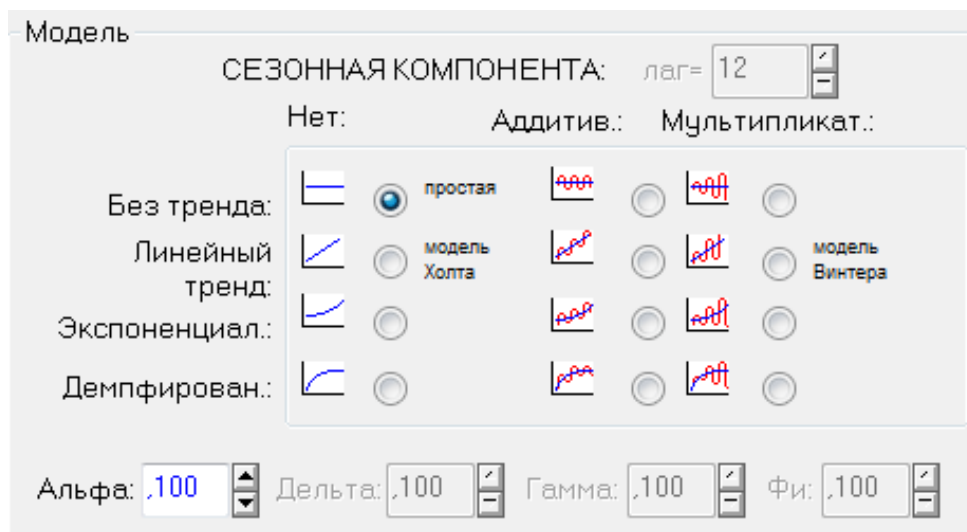 Модель
СЕЗОННАЯ КОМПОНЕНТА: лаг= 12
Нет: Аддитив.: Мультипликат.:
Без тренда: простая
Линейный тренд: модель Холта модель Винтера
Экспоненциал.:
Демпфирован.:
Альфа: ,100 Дельта: ,100 Гамма: ,100 Фи: ,100